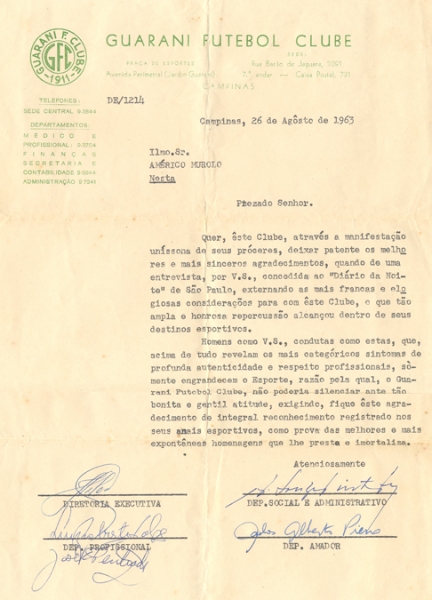 GUARANI F. CLUBE
GFC
1911
GUARANI FUTEBOL CLUBE
PRAÇA DE ESPORTES
Avenida Perimetral (Jardim Guarani)
SEDE:
Rua Barão de Jaguara,
7.º andar — Caixa Postal, 731
CAMPINAS
TELEFONES:
SEDE CENTRAL 9-3844
DEPARTAMENTOS:
MÉDICO E
PROFISSIONAL: 9-3704
FINANÇAS
SECRETARIA E
CONTABILIDADE 9-3844
ADMINISTRAÇÃO 9-7041
DE/1214
Campinas, 26 de Agôsto de 1963
Ilmo.Sr.
AMÉRICO MUROLO
Nesta
Prezado Senhor.
Quer, êste Clube, através a manifestação
uníssona de seus próceres, deixar patente os melho
res e mais sinceros agradecimentos, quando de uma
entrevista, por V.S., concedida ao "Diário da Noi
te" de São Paulo, externando as mais francas e elo
giosas considerações para com êste Clube, e que tão
ampla e honrosa repercussão alcançou dentro de seus
destinos esportivos.
Homens como V.S., condutas como estas, que,
acima de tudo revelam os mais categóricos sintomas de
profunda autenticidade e respeito profissionais, sò-
mente engrandecem o Esporte, razão pela qual, o Gua
rani Futebol Clube, não poderia silenciar ante tão
bonita e gentil atitude, exigindo, fique êste agra-
decimento de integral reconhecimento registrado nos
seus anais esportivos, como prova das melhores e mais
expontâneas homenagens que lhe presta e imortaliza.
Atenciosamente
DIRETORIA EXECUTIVA
DEP.SOCIAL E ADMINISTRATIVO
DEP. PROFISSIONAL
DEP. AMADOR